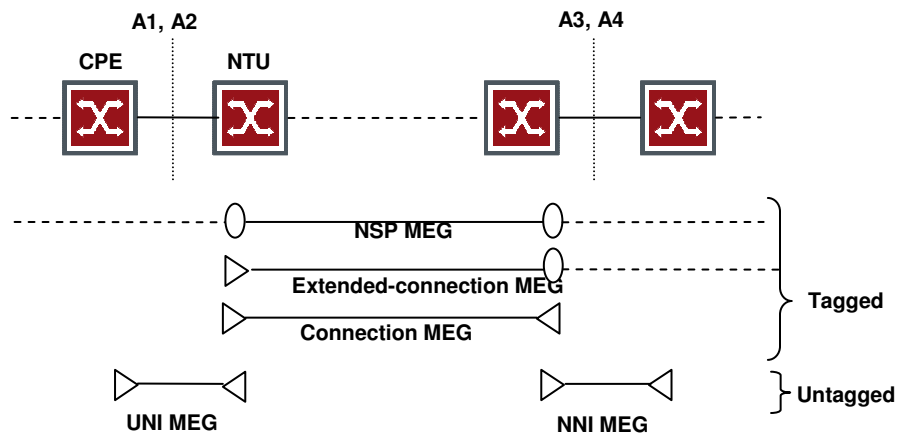 A1, A2
A3, A4
CPE
NTU
NSP MEG
Extended-connection MEG
Connection MEG
Tagged
UNI MEG
NNI MEG
Untagged